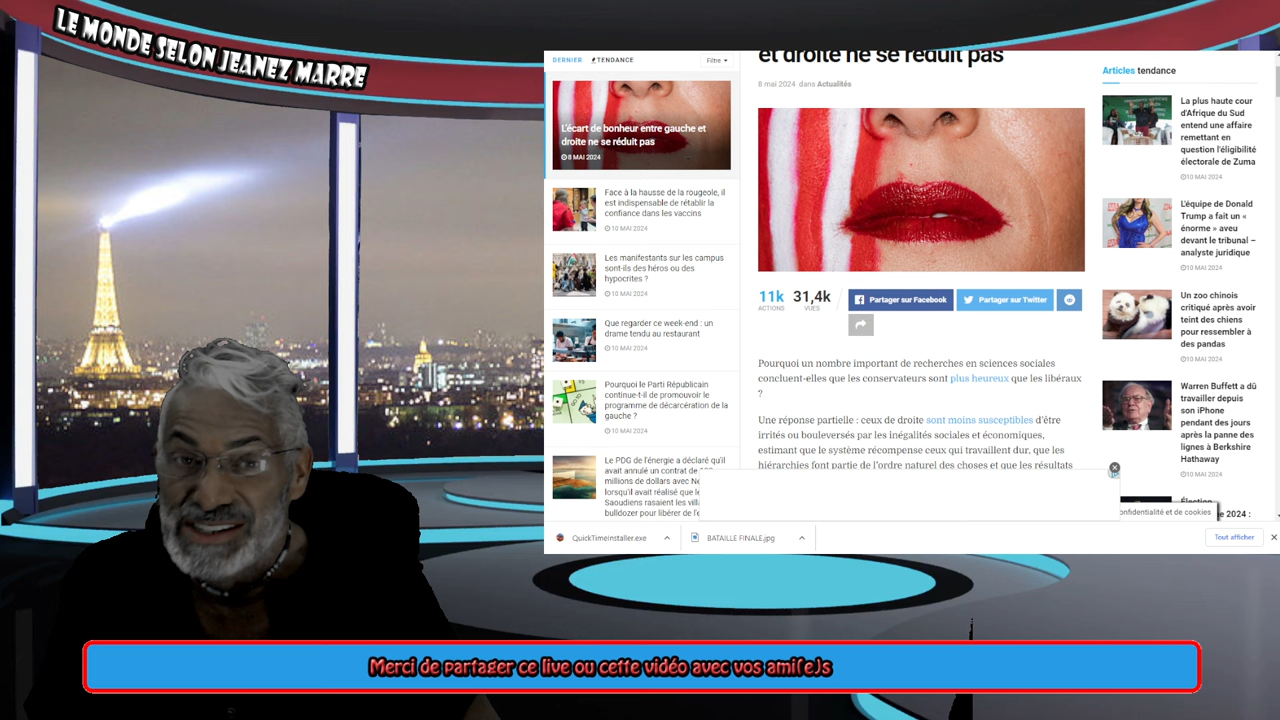 LE MONDE SELON JEANEZ MARRE
DERNIER
TENDANCE
Filtre
L'écart de bonheur entre gauche et
droite ne se réduit pas
8 MAI 2024
Face à la hausse de la rougeole, il
est indispensable de rétablir la
confiance dans les vaccins
10 MAI 2024
Les manifestants sur les campus
sont-ils des héros ou des
hypocrites ?
10 MAI 2024
Que regarder ce week-end : un
drame tendu au restaurant
10 MAI 2024
Pourquoi le Parti Républicain
continue-t-il de promouvoir le
programme de décarcération de la
gauche ?
10 MAI 2024
Le PDG de l'énergie a déclaré qu'il
avait annulé un contrat de
millions de dollars avec
lorsqu'il avait réalisé que
Saoudiens rasaient les
bulldozer pour libérer de
et droite ne se réduit pas
8 mai 2024 dans Actualités
11k
ACTIONS
31,4k
VUES
Partager sur Facebook
Partager sur Twitter
Pourquoi un nombre important de recherches en sciences sociales
concluent-elles que les conservateurs sont plus heureux que les libéraux
?
Une réponse partielle : ceux de droite sont moins susceptibles d'être
irrités ou bouleversés par les inégalités sociales et économiques,
estimant que le système récompense ceux qui travaillent dur, que les
hiérarchies font partie de l'ordre naturel des choses et que les résultats
Articles tendance
La plus haute cour
d'Afrique du Sud
entend une affaire
remettant en
question l'éligibilité
électorale de Zuma
10 MAI 2024
L'équipe de Donald
Trump a fait un «
énorme » aveu
devant le tribunal –
analyste juridique
10 MAI 2024
Un zoo chinois
critiqué après avoir
teint des chiens
pour ressembler à
des pandas
10 MAI 2024
Warren Buffett a dû
travailler depuis
son iPhone
pendant des jours
après la panne des
lignes à Berkshire
Hathaway
10 MAI 2024
Élection
e 2024 :
onfidentialité et de cookies
QuickTimeInstaller.exe
BATAILLE FINALE.jpg
Tout afficher
Merci de partager ce live ou cette vidéo avec vos ami(e)s